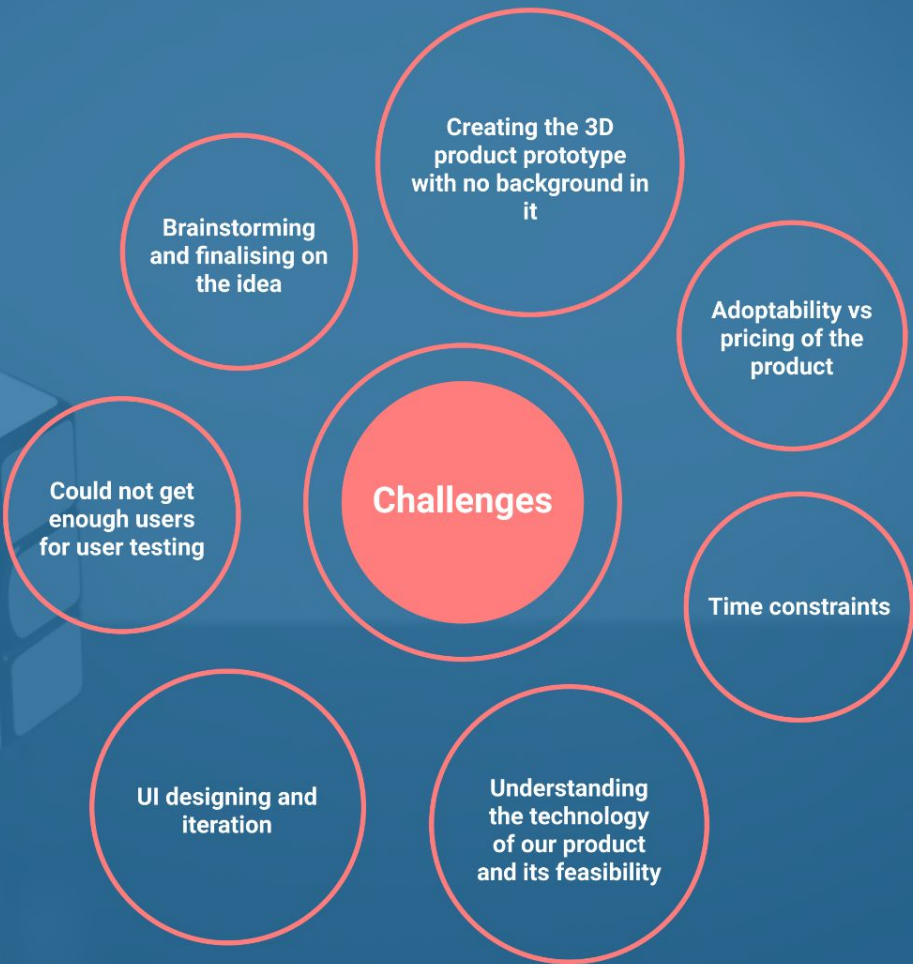 Creating the 3D
product prototype
with no background in
it
Brainstorming
and finalising on
the idea
Adoptability vs
pricing of the
product
Could not get
enough users
for user testing
Challenges
Time constraints
UI designing and
iteration
Understanding
the technology
of our product
and its feasibility